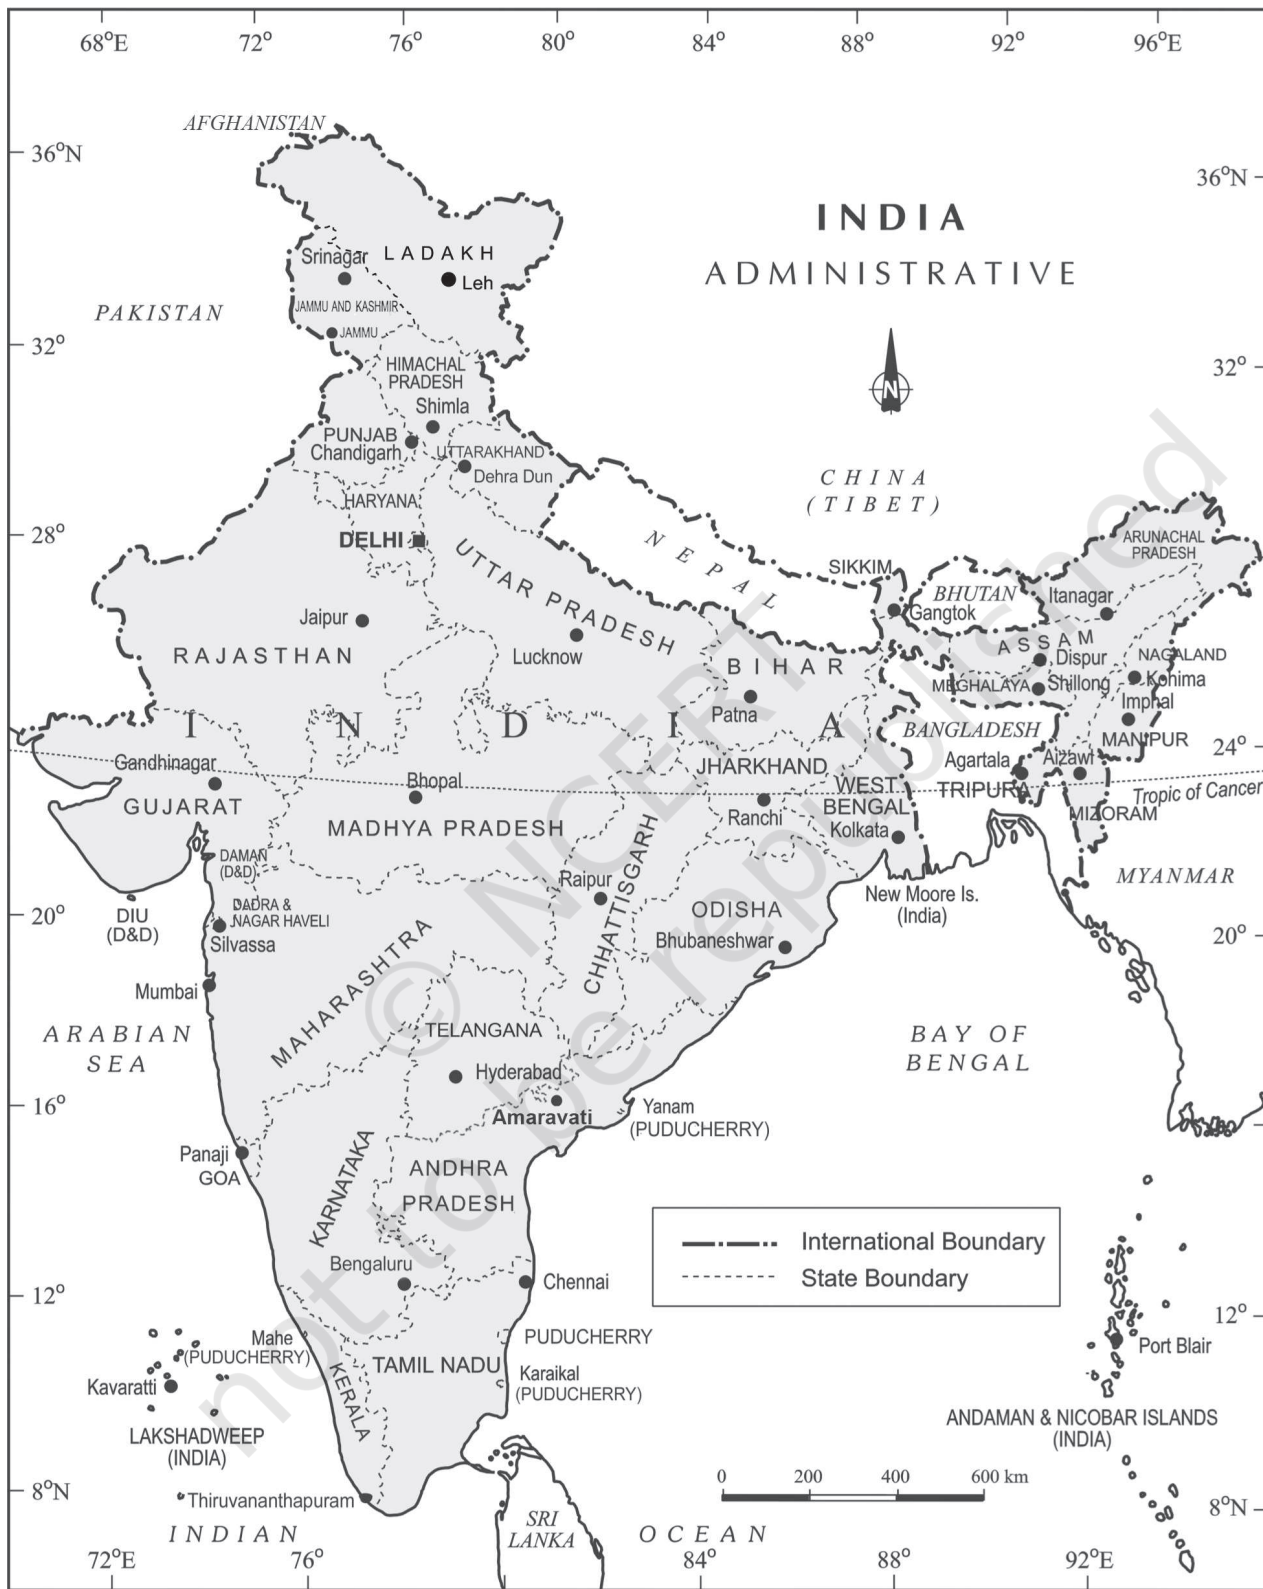 68°E 72° 76° 80° 84° 88° 92° 96°E
AFGHANISTAN
36°N
36°N
INDIA
ADMINISTRATIVE
Srinagar
LADAKH
Leh
JAMMU AND KASHMIR
PAKISTAN
JAMMU
32°
32°
HIMACHAL
PRADESH
N
Shimla
PUNJAB
Chandigarh
UTTARAKHAND
Dehra Dun
CHINA
(TIBET)
HARYANA
28°
DELHI
NEPAL
ARUNACHAL
PRADESH
UTTAR PRADESH
SIKKIM
BHUTAN
Itanagar
Gangtok
Jaipur
RAJASTHAN
Lucknow
BIHAR
ASSAM
Dispur
NAGALAND
MEGHALAYA
Shillong
Kohima
Patna
Imphal
INDIA
BANGLADESH
MANIPUR
24°
Gandhinagar
Bhopal
JHARKHAND
Agartala
Aizawl
GUJARAT
WEST
BENGAL
TRIPURA
Tropic of Cancer
MADHYA PRADESH
Ranchi
Kolkata
MIZORAM
DAMAN
(D&D)
CHHATTISGARH
Raipur
MYANMAR
New Moore Is.
(India)
20°
DIU
(D&D)
DADRA &
NAGAR HAVELI
Silvassa
ODISHA
Bhubaneshwar
20°
MAHARASHTRA
Mumbai
ARABIAN
SEA
TELANGANA
BAY OF
BENGAL
Hyderabad
16°
Amaravati
Yanam
(PUDUCHERRY)
Panaji
GOA
KARNATAKA
ANDHRA
PRADESH
International Boundary
State Boundary
Bengaluru
Chennai
12°
12°
Mahe
(PUDUCHERRY)
PUDUCHERRY
Port Blair
TAMIL NADU
KERALA
Karaikal
(PUDUCHERRY)
Kavaratti
LAKSHADWEEP
(INDIA)
ANDAMAN & NICOBAR ISLANDS
(INDIA)
0 200 400 600 km
8°N
Thiruvananthapuram
8°N
SRI
LANKA
INDIAN OCEAN
72°E 76° 84° 88° 92°E
© NCERT
not to be republished